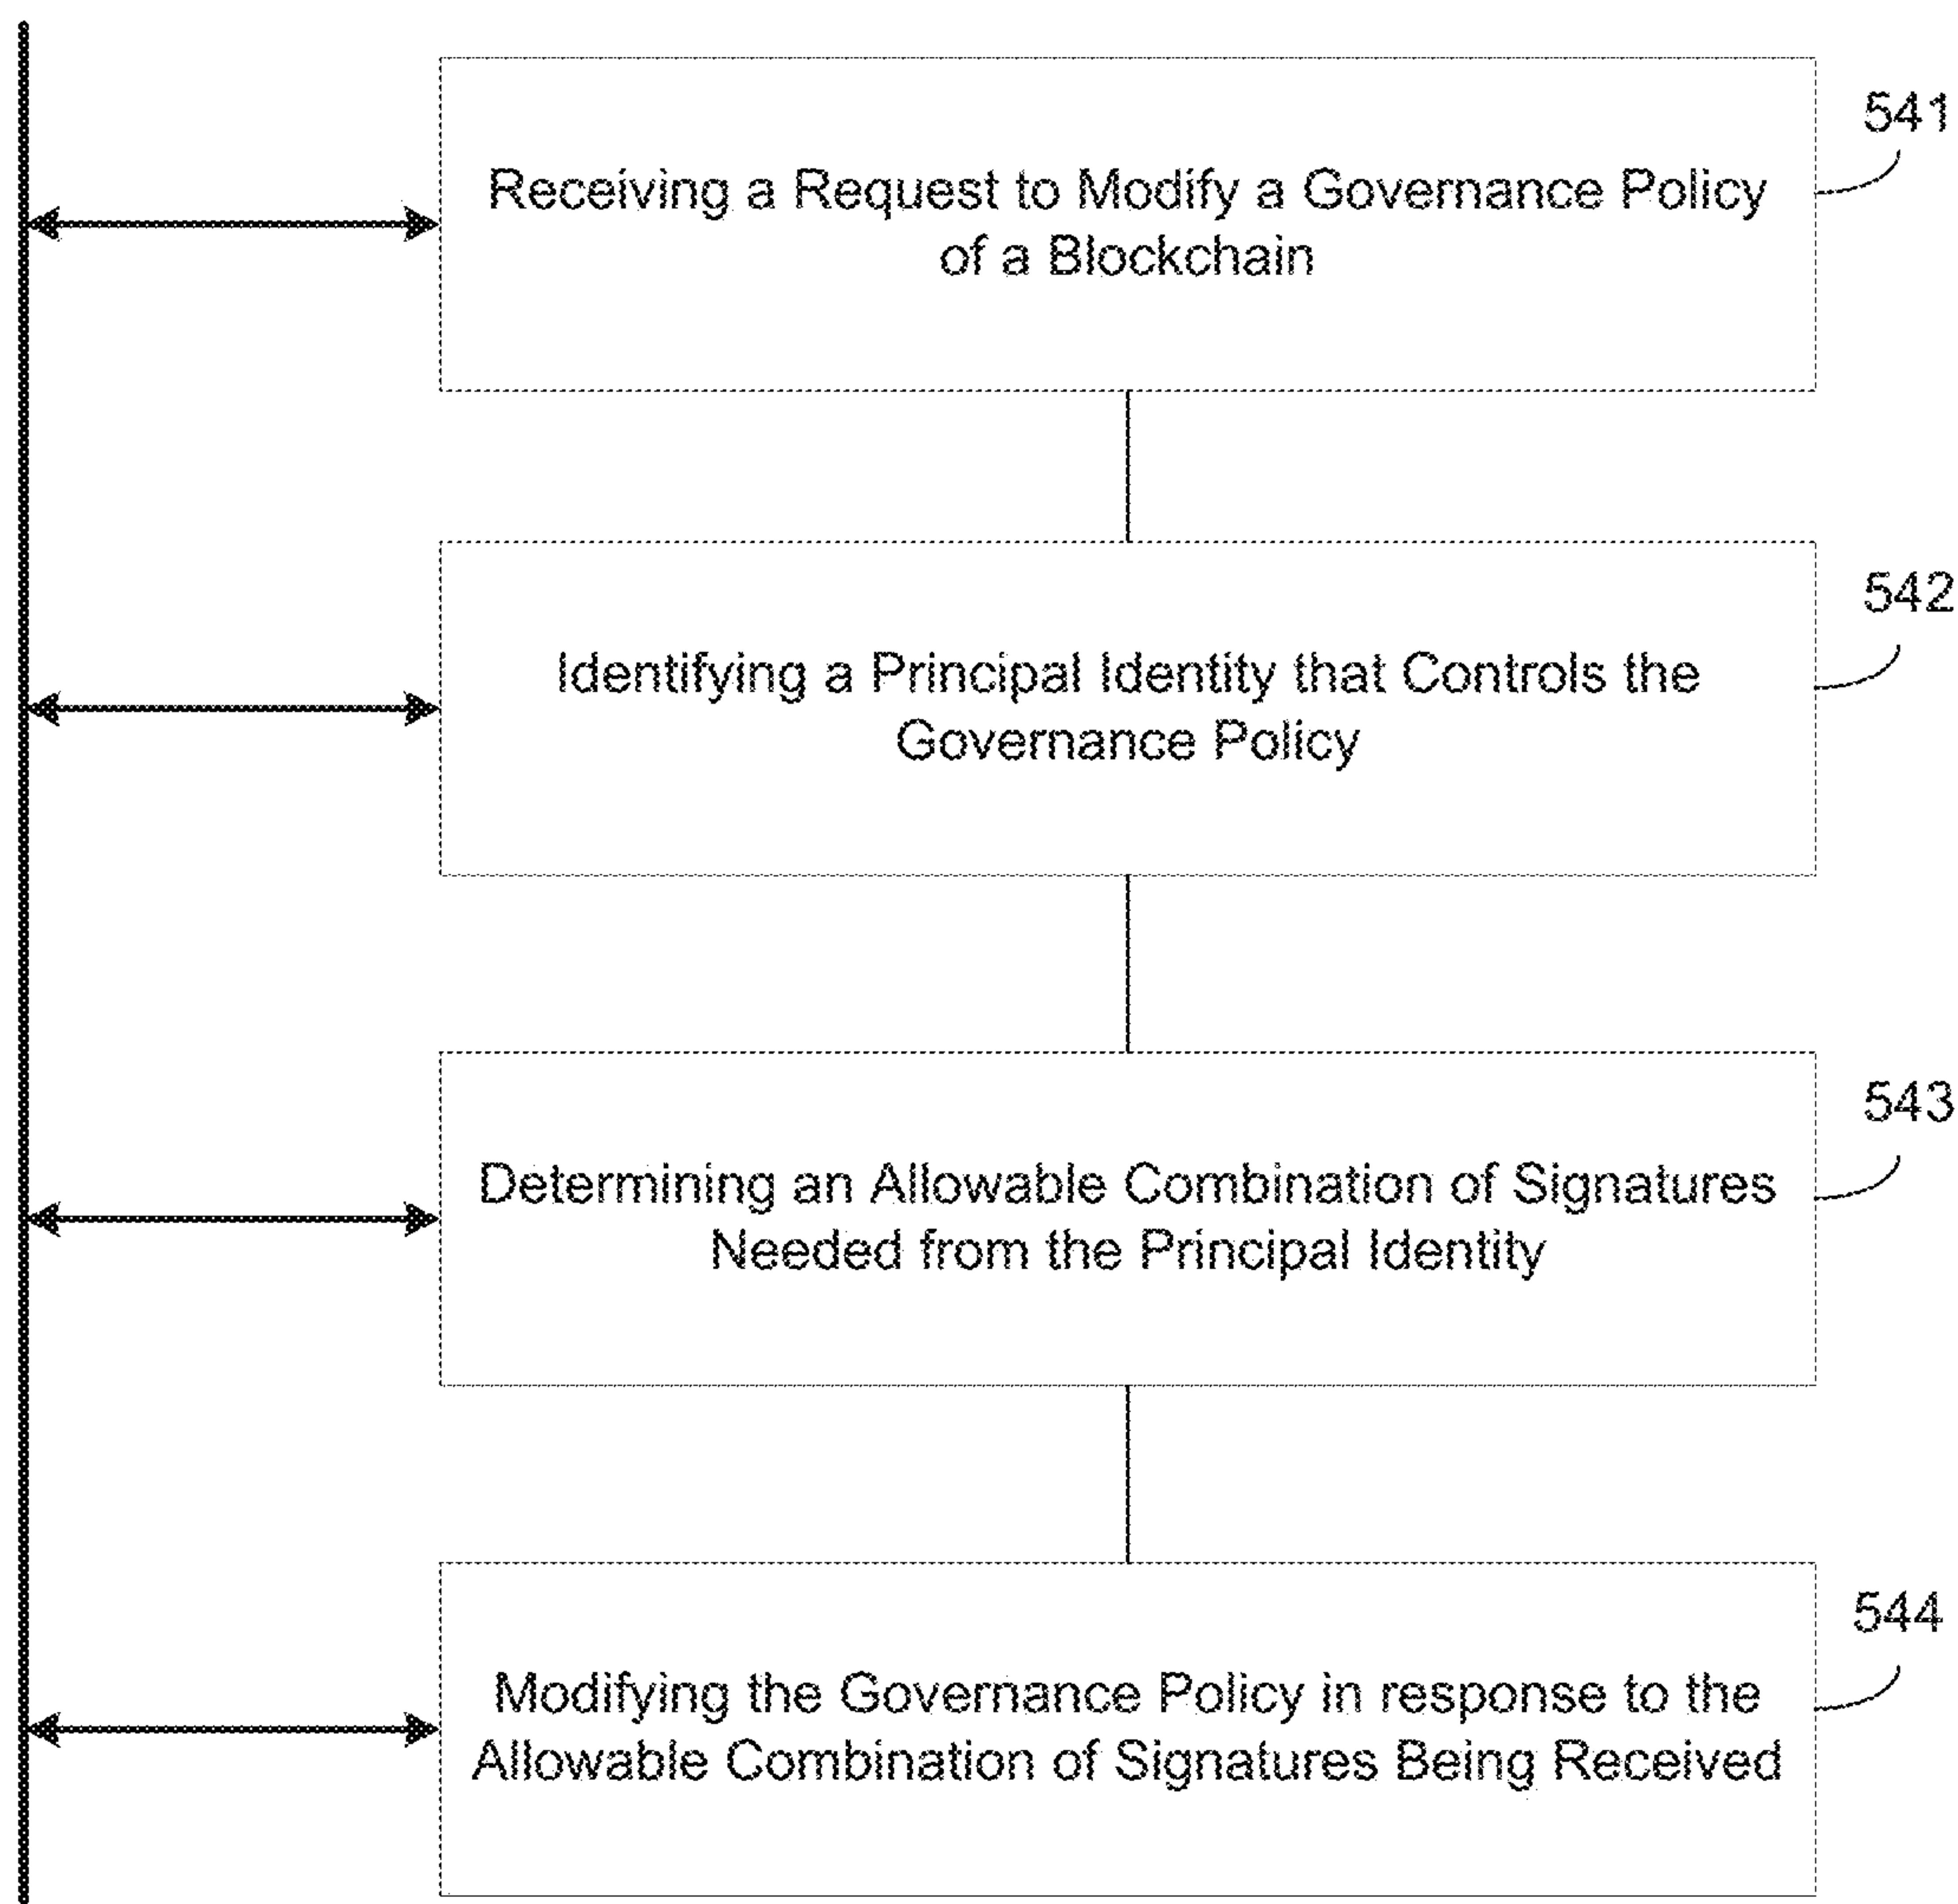 541
Receiving a Request to Modify a Governance Policy
of a Blockchain
542
Identifying a Principal Identity that Controls the
Governance Policy
543
Determining an Allowable Combination of Signatures
Needed from the Principal Identity
544
Modifying the Governance Policy in response to the
Allowable Combination of Signatures Being Received